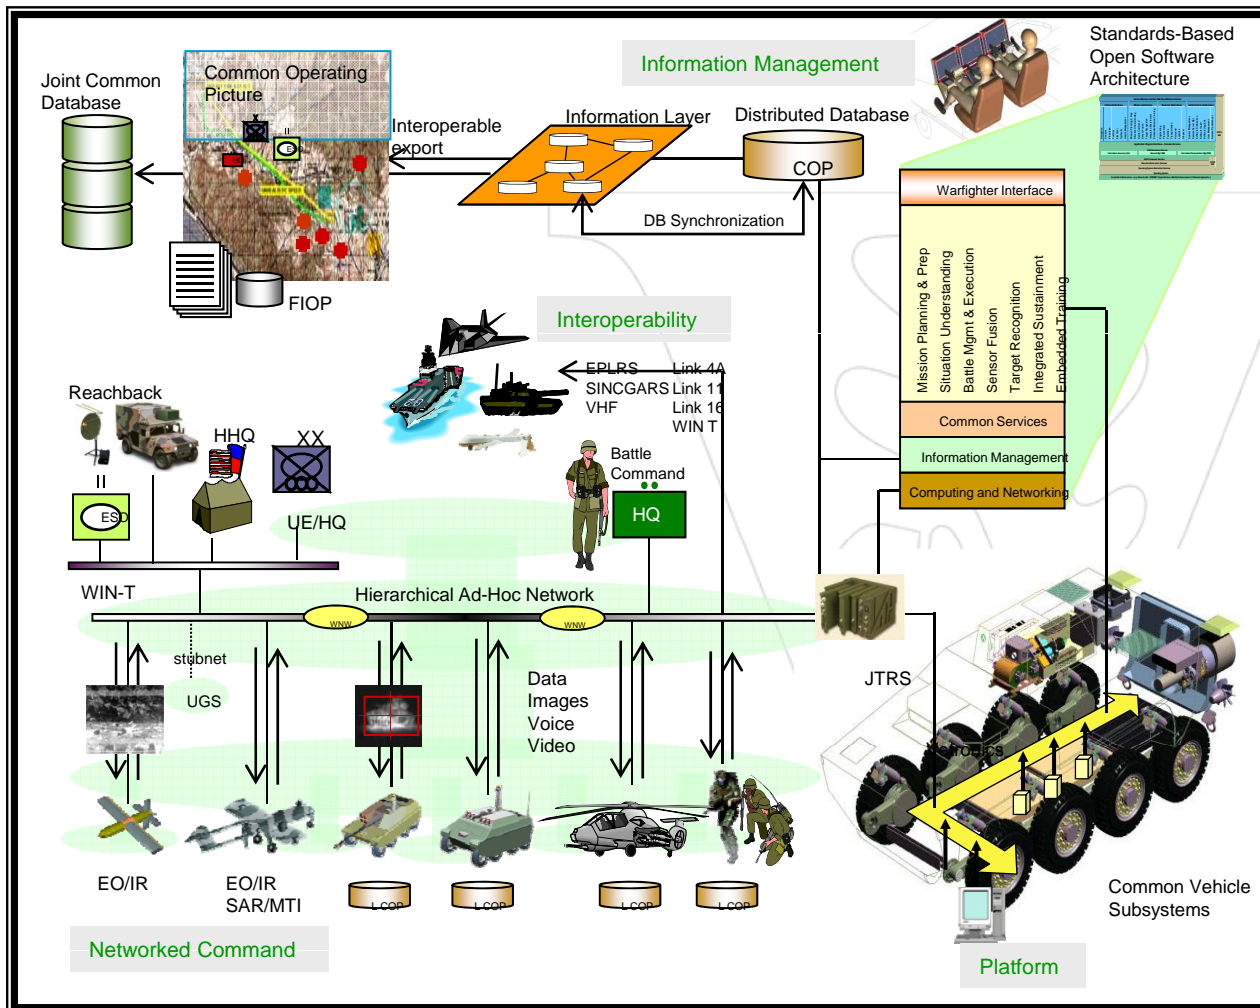 Joint Common
Database
Common Operating
Picture
X
II
Interoperable
export
FIOP
Information Management
Information Layer
Distributed Database
COP
DB Synchronization
Standards-Based
Open Software
Architecture
Warfighter Interface
Mission Planning & Prep
Situation Understanding
Battle Mgmt & Execution
Sensor Fusion
Target Recognition
Integrated Sustainment
Embedded Training
Common Services
Information Management
Computing and Networking
Interoperability
EPLRS Link 4A
SINCGARS Link 11
VHF Link 16
WIN T
Reachback
HHQ
XX
II
ESD
UE/HQ
Battle
Command
HQ
WIN-T
Hierarchical Ad-Hoc Network
WNW
WNW
stubnet
UGS
Data
Images
Voice
Video
JTRS
EO/IR
EO/IR
SAR/MTI
L COP
L COP
L COP
L COP
Common Vehicle
Subsystems
Networked Command
Platform